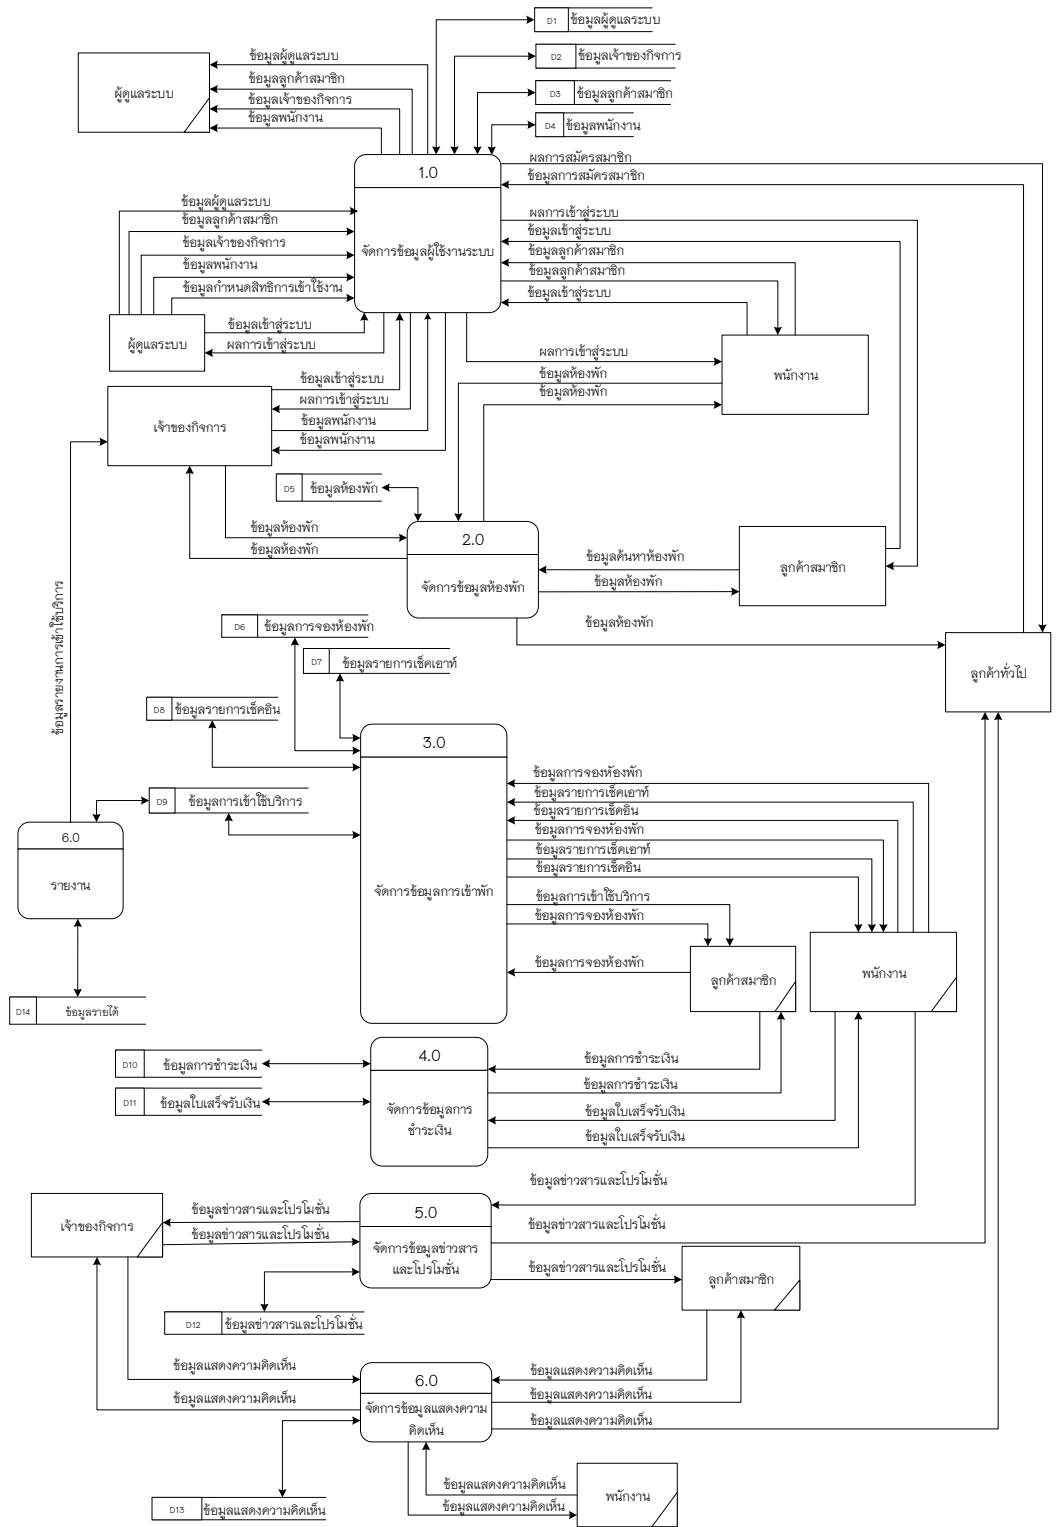 D1 ข้อมูลผู้ดูแลระบบ
D2 ข้อมูลเจ้าของกิจการ
D3 ข้อมูลลูกค้าสมาชิก
D4 ข้อมูลพนักงาน
ผู้ดูแลระบบ
ข้อมูลผู้ดูแลระบบ
ข้อมูลลูกค้าสมาชิก
ข้อมูลเจ้าของกิจการ
ข้อมูลพนักงาน
1.0
จัดการข้อมูลผู้ใช้งานระบบ
ผลการสมัครสมาชิก
ข้อมูลการสมัครสมาชิก
ข้อมูลผู้ดูแลระบบ
ข้อมูลลูกค้าสมาชิก
ข้อมูลเจ้าของกิจการ
ข้อมูลพนักงาน
ข้อมูลกำหนดสิทธิการเข้าใช้งาน
ผลการเข้าสู่ระบบ
ข้อมูลเข้าสู่ระบบ
ข้อมูลลูกค้าสมาชิก
ข้อมูลลูกค้าสมาชิก
ข้อมูลเข้าสู่ระบบ
ผู้ดูแลระบบ
ข้อมูลเข้าสู่ระบบ
ผลการเข้าสู่ระบบ
ผลการเข้าสู่ระบบ
ข้อมูลห้องพัก
ข้อมูลห้องพัก
พนักงาน
เจ้าของกิจการ
ข้อมูลเข้าสู่ระบบ
ผลการเข้าสู่ระบบ
ข้อมูลพนักงาน
ข้อมูลพนักงาน
D5 ข้อมูลห้องพัก
ข้อมูลห้องพัก
ข้อมูลห้องพัก
2.0
จัดการข้อมูลห้องพัก
ข้อมูลค้นหาห้องพัก
ข้อมูลห้องพัก
ลูกค้าสมาชิก
ข้อมูลห้องพัก
ลูกค้าทั่วไป
ข้อมูลรายงานการเข้าใช้บริการ
D6 ข้อมูลการจองห้องพัก
D7 ข้อมูลรายการเช็คเอาท์
D8 ข้อมูลรายการเช็คอิน
D9 ข้อมูลการเข้าใช้บริการ
3.0
จัดการข้อมูลการเข้าพัก
ข้อมูลการจองห้องพัก
ข้อมูลรายการเช็คเอาท์
ข้อมูลรายการเช็คอิน
ข้อมูลการจองห้องพัก
ข้อมูลรายการเช็คเอาท์
ข้อมูลรายการเช็คอิน
ข้อมูลการเข้าใช้บริการ
ข้อมูลการจองห้องพัก
ข้อมูลการจองห้องพัก
6.0
รายงาน
D14 ข้อมูลรายได้
ลูกค้าสมาชิก
พนักงาน
D10 ข้อมูลการชำระเงิน
D11 ข้อมูลใบเสร็จรับเงิน
4.0
จัดการข้อมูลการ
ชำระเงิน
ข้อมูลการชำระเงิน
ข้อมูลการชำระเงิน
ข้อมูลใบเสร็จรับเงิน
ข้อมูลใบเสร็จรับเงิน
เจ้าของกิจการ
ข้อมูลข่าวสารและโปรโมชั่น
ข้อมูลข่าวสารและโปรโมชั่น
5.0
จัดการข้อมูลข่าวสาร
และโปรโมชั่น
ข้อมูลข่าวสารและโปรโมชั่น
ข้อมูลข่าวสารและโปรโมชั่น
ข้อมูลข่าวสารและโปรโมชั่น
ลูกค้าสมาชิก
D12 ข้อมูลข่าวสารและโปรโมชั่น
ข้อมูลแสดงความคิดเห็น
ข้อมูลแสดงความคิดเห็น
6.0
จัดการข้อมูลแสดงความ
คิดเห็น
ข้อมูลแสดงความคิดเห็น
ข้อมูลแสดงความคิดเห็น
ข้อมูลแสดงความคิดเห็น
D13 ข้อมูลแสดงความคิดเห็น
ข้อมูลแสดงความคิดเห็น
ข้อมูลแสดงความคิดเห็น
พนักงาน